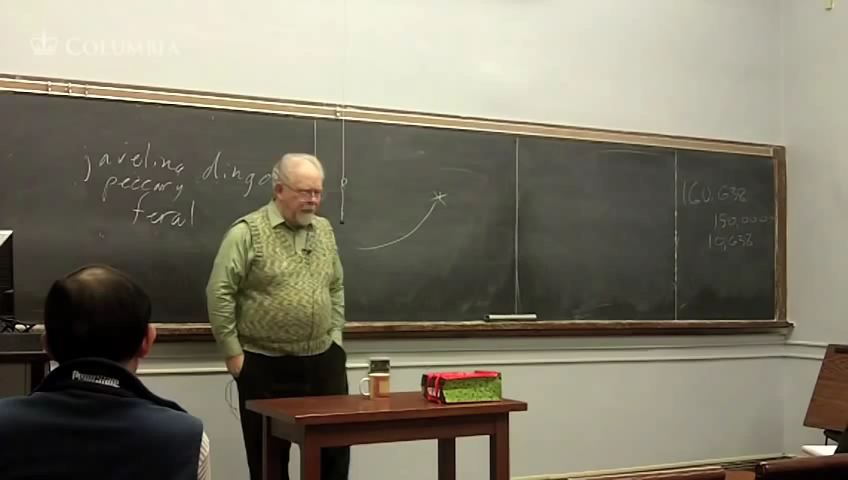 COLUMBIA
javelina dingo
peccary
feral
160,638
150,000
10,638